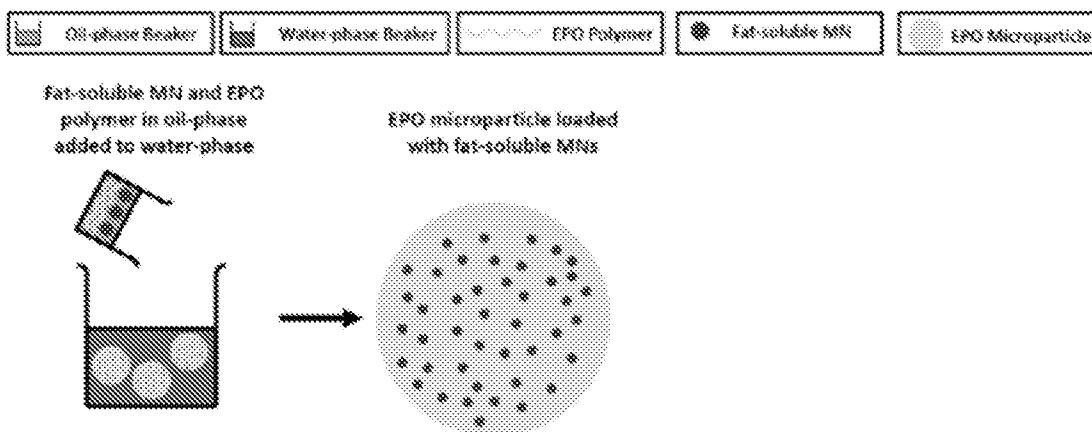 Oil-phase Beaker
Water-phase Beaker
EPO Polymer
Fat-soluble MN
EPO Microparticle
Fat-soluble MN and EPO
polymer in oil-phase
added to water-phase
EPO microparticle loaded
with fat-soluble MNs